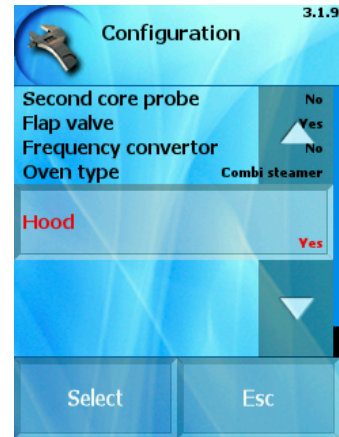 3.1.9
Configuration
Second core probe No
Flap valve Yes
Frequency convertor No
Oven type Combi steamer
Hood
Yes
Select Esc